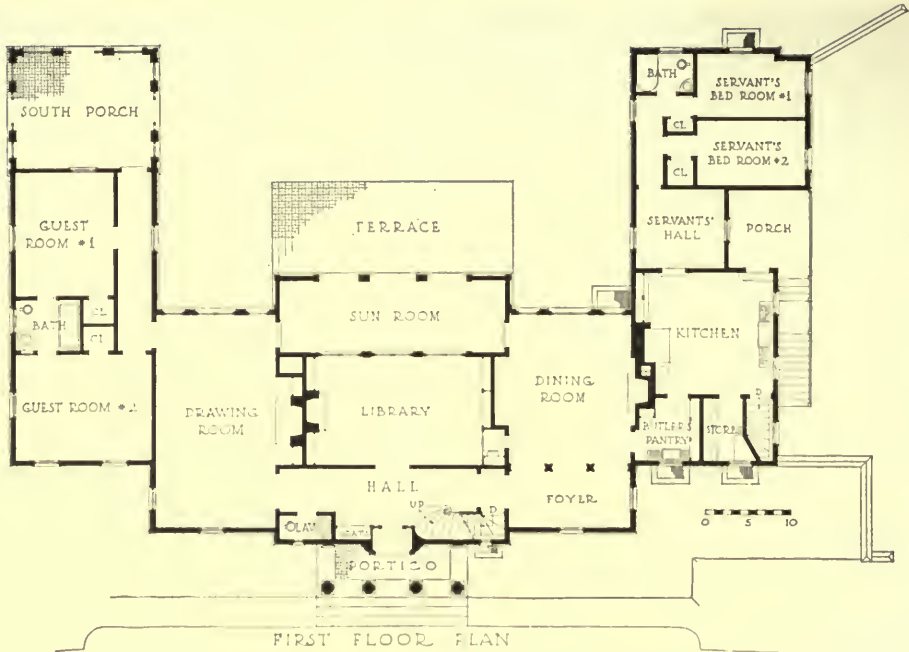 SOUTH PORCH
BATH
SERVANT'S
BED ROOM #1
CL
SERVANT'S
BED ROOM #2
CL
GUEST
ROOM #1
TERRACE
SERVANTS'
HALL
PORCH
SUN ROOM
CL
BATH
CL
KITCHEN
GUEST ROOM #2
DRAWING
ROOM
LIBRARY
DINING
ROOM
D
BUTLERS
PANTRY
STORE
HALL
UP
D
FOYER
LAV
PORTICO
0 5 10
FIRST FLOOR PLAN